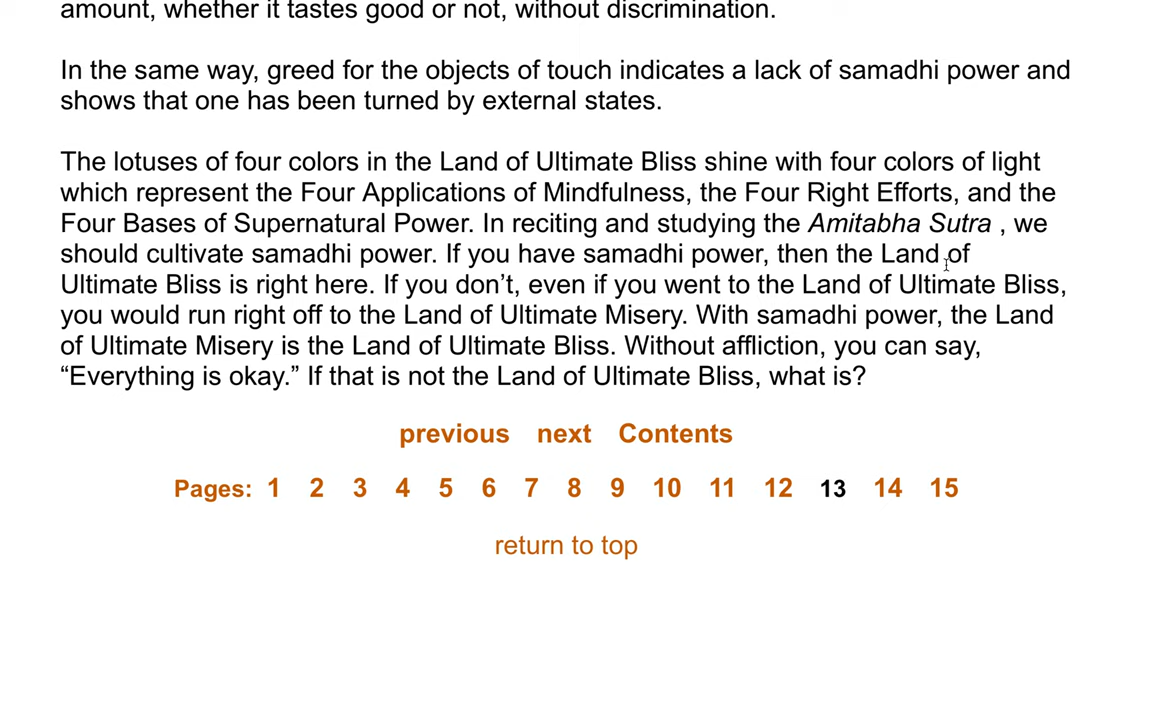 amount, whether it tastes good or not, without discrimination.
In the same way, greed for the objects of touch indicates a lack of samadhi power and
shows that one has been turned by external states.
The lotuses of four colors in the Land of Ultimate Bliss shine with four colors of light
which represent the Four Applications of Mindfulness, the Four Right Efforts, and the
Four Bases of Supernatural Power. In reciting and studying the Amitabha Sutra , we
should cultivate samadhi power. If you have samadhi power, then the Land of
Ultimate Bliss is right here. If you don’t, even if you went to the Land of Ultimate Bliss,
you would run right off to the Land of Ultimate Misery. With samadhi power, the Land
of Ultimate Misery is the Land of Ultimate Bliss. Without affliction, you can say,
“Everything is okay.” If that is not the Land of Ultimate Bliss, what is?
previous next Contents
Pages: 1 2 3 4 5 6 7 8 9 10 11 12 13 14 15
return to top